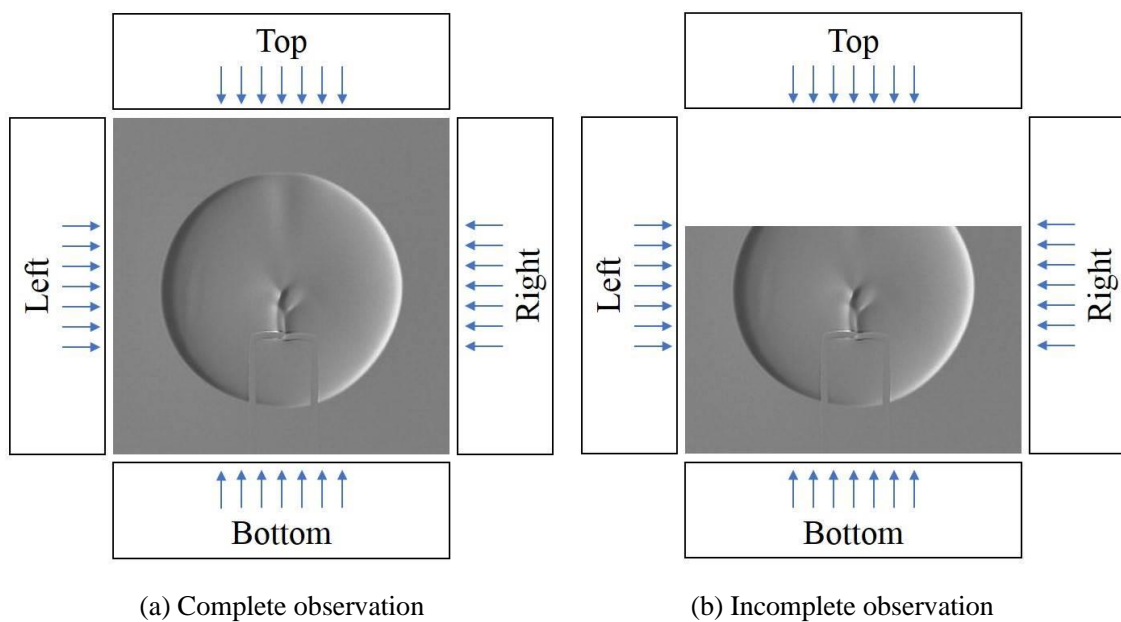 Top
Left
Right
Bottom
(a) Complete observation
Top
Left
Right
Bottom
(b) Incomplete observation